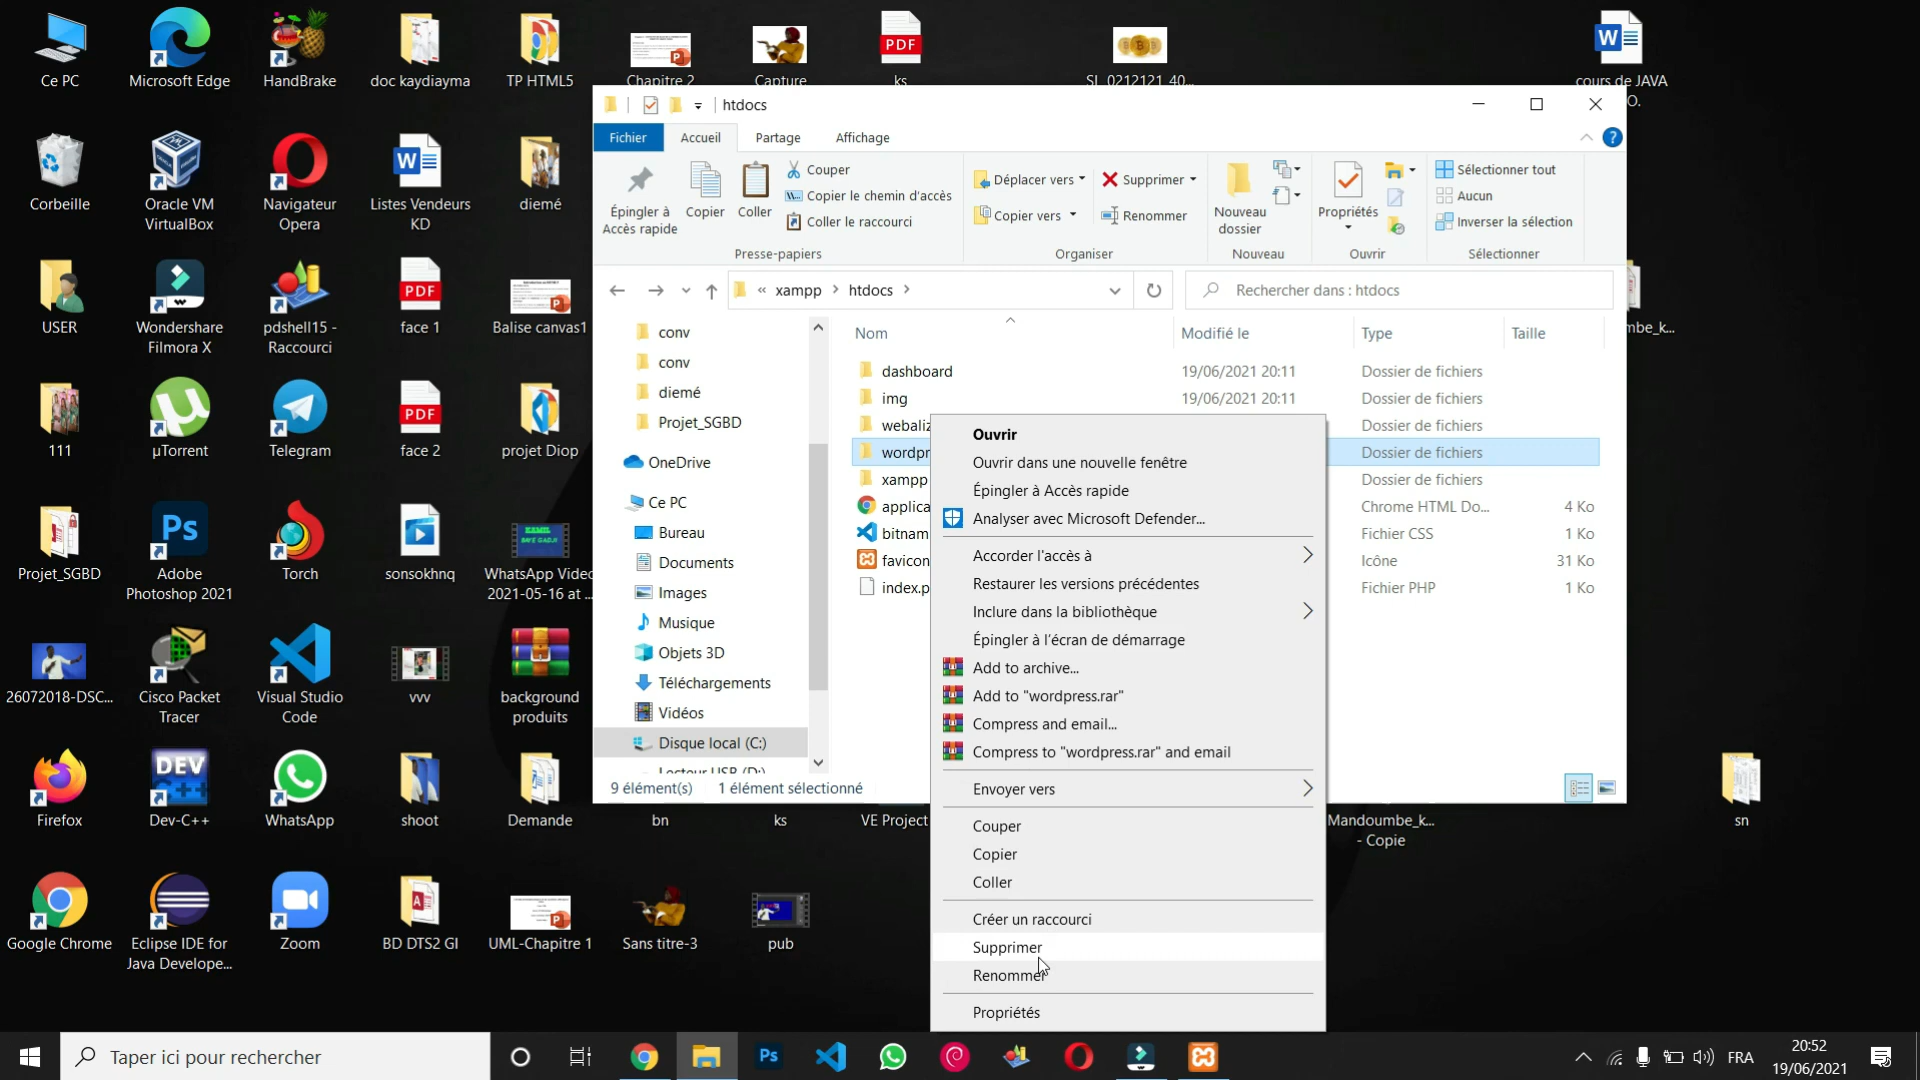 Ce PC
Microsoft Edge
HandBrake
doc kaydiayma
TP HTML5
Chapitre 2
Capture
ks
SI_0212121_40...
cours de JAVA
O.
Corbeille
Oracle VM
VirtualBox
Navigateur
Opera
Listes Vendeurs
KD
diemé
USER
Wondershare
Filmora X
pdshell15 -
Raccourci
face 1
Balise canvas1
mbe_k...
111
µTorrent
Telegram
face 2
projet Diop
Projet_SGBD
Adobe
Photoshop 2021
Torch
sonsokhnq
WhatsApp Video
2021-05-16 at ...
26072018-DSC...
Cisco Packet
Tracer
Visual Studio
Code
vvv
background
produits
Firefox
Dev-C++
WhatsApp
shoot
Demande
bn
ks
VE Project
Mandoumbe_k...
- Copie
sn
Google Chrome
Eclipse IDE for
Java Develope...
Zoom
BD DTS2 GI
UML-Chapitre 1
Sans titre-3
pub
htdocs
Fichier
Accueil
Partage
Affichage
Épingler à
Accès rapide
Copier
Coller
Couper
Copier le chemin d'accès
Coller le raccourci
Presse-papiers
Déplacer vers
Copier vers
Supprimer
Renommer
Organiser
Nouveau
dossier
Nouveau
Propriétés
Ouvrir
Sélectionner tout
Aucun
Inverser la sélection
Sélectionner
« xampp > htdocs >
Rechercher dans : htdocs
conv
conv
diemé
Projet_SGBD
OneDrive
Ce PC
Bureau
Documents
Images
Musique
Objets 3D
Téléchargements
Vidéos
Disque local (C:)
Lecteur USB (D:)
Nom Modifié le Type Taille
dashboard 19/06/2021 20:11 Dossier de fichiers
img 19/06/2021 20:11 Dossier de fichiers
webaliz Dossier de fichiers
wordpr Dossier de fichiers
xampp Dossier de fichiers
applica Chrome HTML Do... 4 Ko
bitnam Fichier CSS 1 Ko
favicon Icône 31 Ko
index.p Fichier PHP 1 Ko
9 élément(s) 1 élément sélectionné
Ouvrir
Ouvrir dans une nouvelle fenêtre
Épingler à Accès rapide
Analyser avec Microsoft Defender...
Accorder l'accès à
Restaurer les versions précédentes
Inclure dans la bibliothèque
Épingler à l'écran de démarrage
Add to archive...
Add to "wordpress.rar"
Compress and email...
Compress to "wordpress.rar" and email
Envoyer vers
Couper
Copier
Coller
Créer un raccourci
Supprimer
Renommer
Propriétés
Taper ici pour rechercher
FRA
20:52
19/06/2021